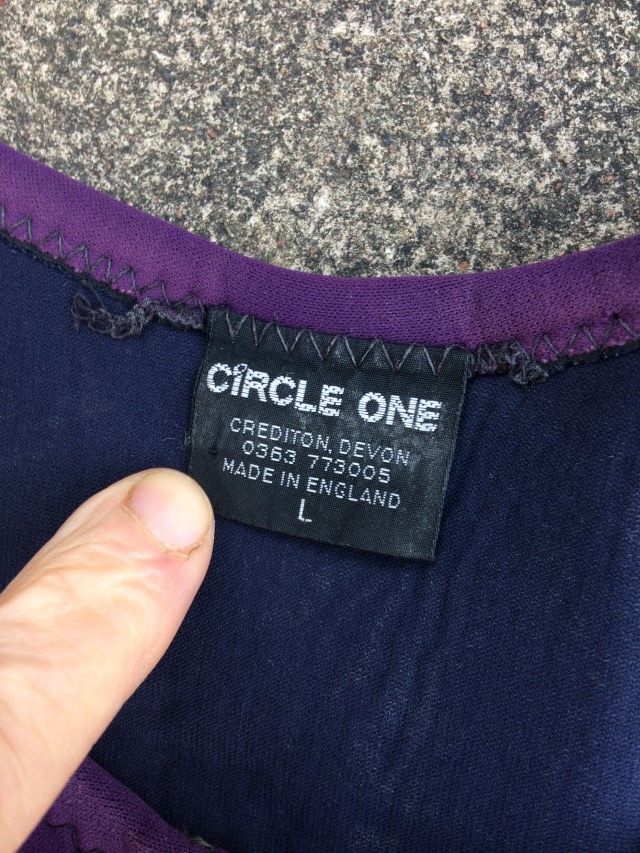 CiRCLE ONE
CREDITON, DEVON
0363 773005
MADE IN ENGLAND
L